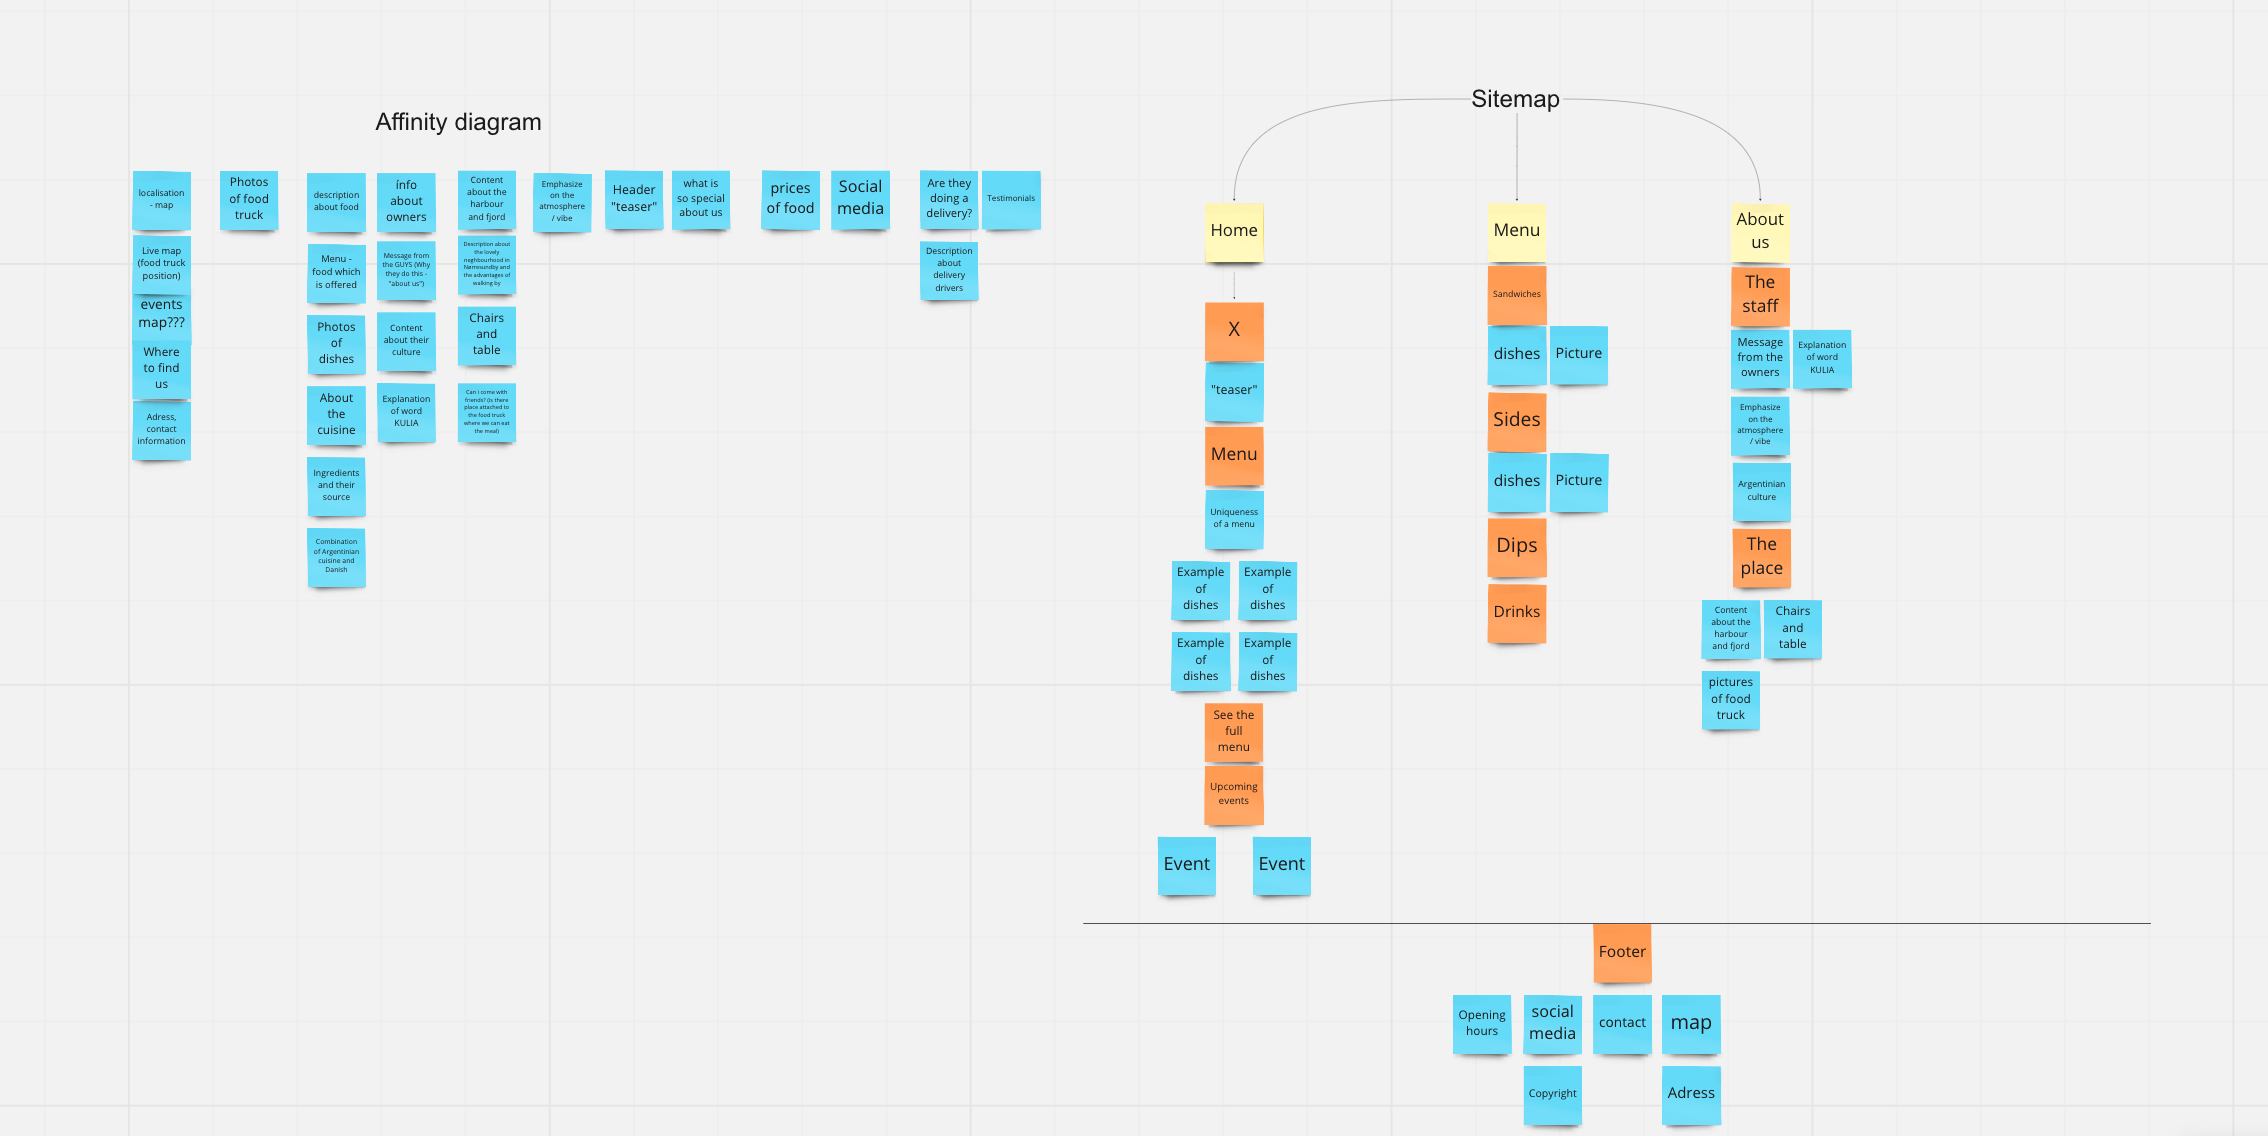 Affinity diagram
localisation
- map
Live map
(food truck
position)
events
map???
Where
to find
us
Adress,
contact
information
Photos
of food
truck
description
about food
Menu -
food which
is offered
Photos
of
dishes
About
the
cuisine
Ingredients
and their
source
Combination
of Argentinian
cuisine and
Danish
ínfo
about
owners
Message from
the GUYS (Why
they do this -
"about us")
Content
about their
culture
Explanation
of word
KULIA
Content
about the
harbour
and fjord
Description about
the lovely
neghbourhood in
Nørresundby and
the advantages of
walking by
Chairs
and
table
Can i come with
friends? (is there
place attached to
the food truck
where we can eat
the meal)
Emphasize
on the
atmosphere
/ vibe
Header
"teaser"
what is
so special
about us
prices
of food
Social
media
Are they
doing a
delivery?
Description
about
delivery
drivers
Testimonials
Sitemap
Home
X
"teaser"
Menu
Uniqueness
of a menu
Example
of
dishes
Example
of
dishes
Example
of
dishes
Example
of
dishes
See the
full
menu
Upcoming
events
Event
Event
Menu
Sandwiches
dishes
Picture
Sides
dishes
Picture
Dips
Drinks
About
us
The
staff
Message
from the
owners
Explanation
of word
KULIA
Emphasize
on the
atmosphere
/ vibe
Argentinian
culture
The
place
Content
about the
harbour
and fjord
Chairs
and
table
pictures
of food
truck
Footer
Opening
hours
social
media
contact
map
Copyright
Adress